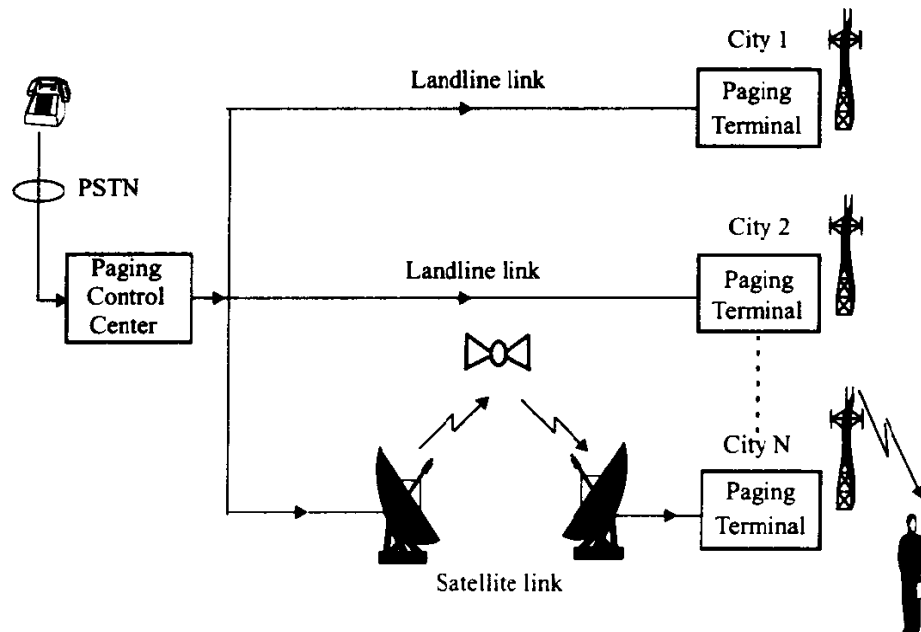 City 1
Landline link
Paging
Terminal
PSTN
City 2
Landline link
Paging
Control
Center
Paging
Terminal
City N
Paging
Terminal
Satellite link